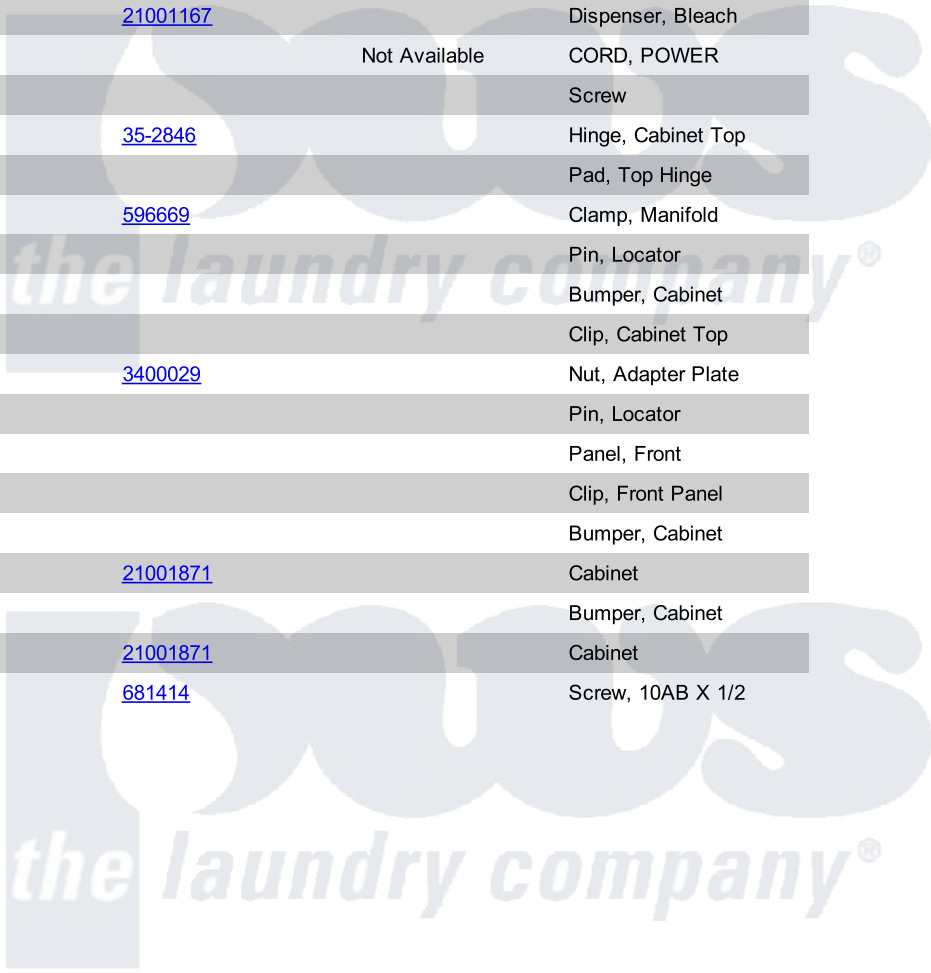 21001167 Dispenser, Bleach
Not Available CORD, POWER
Screw
35-2846 Hinge, Cabinet Top
Pad, Top Hinge
596669 Clamp, Manifold
Pin, Locator
the laundry company®
Bumper, Cabinet
Clip, Cabinet Top
3400029 Nut, Adapter Plate
Pin, Locator
Panel, Front
Clip, Front Panel
Bumper, Cabinet
21001871 Cabinet
Bumper, Cabinet
21001871 Cabinet
681414 Screw, 10AB X 1/2
pws
the laundry company®